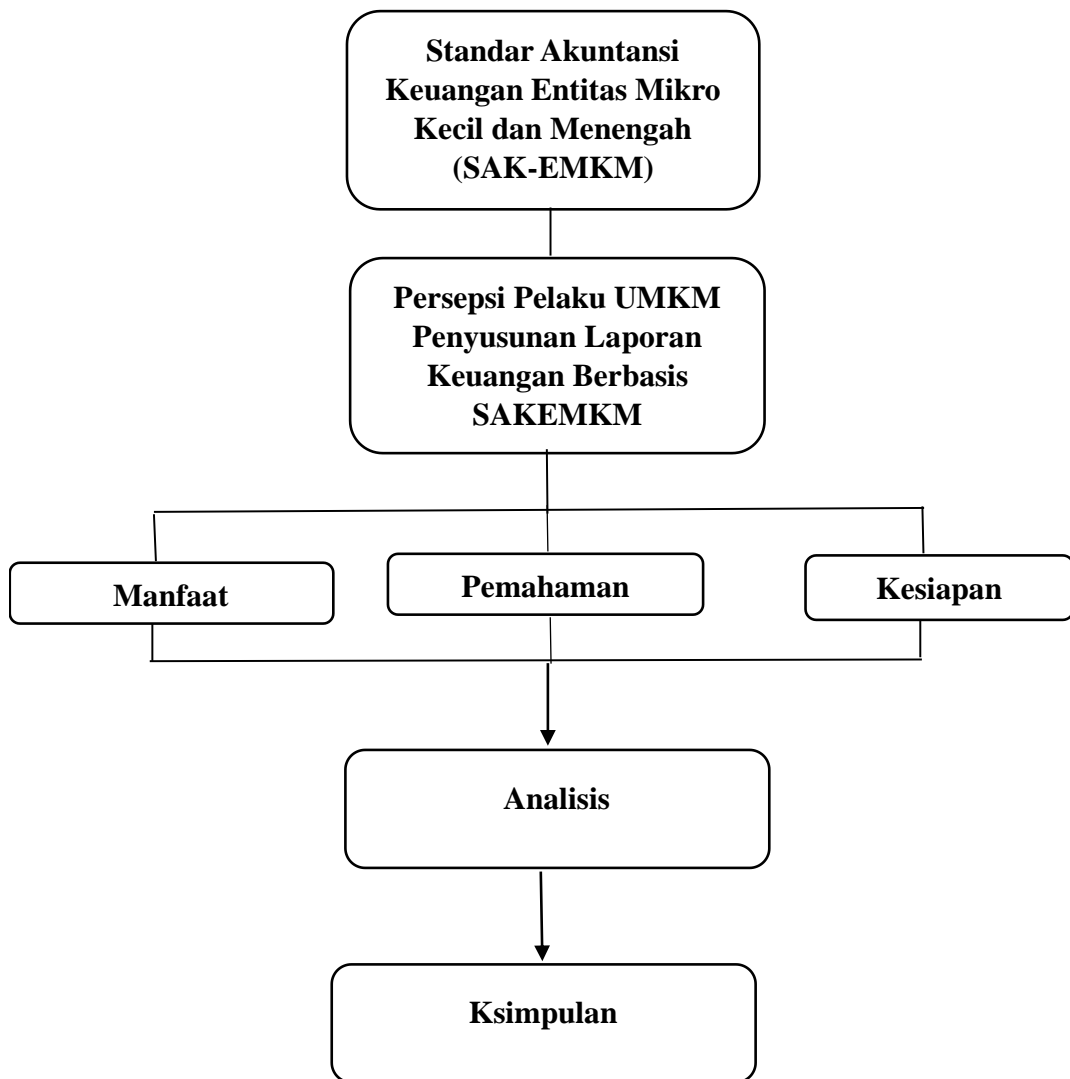 Standar Akuntansi
Keuangan Entitas Mikro
Kecil dan Menengah
(SAK-EMKM)
Persepsi Pelaku UMKM
Penyusunan Laporan
Keuangan Berbasis
SAKEMKM
Manfaat
Pemahaman
Kesiapan
Analisis
Ksimpulan